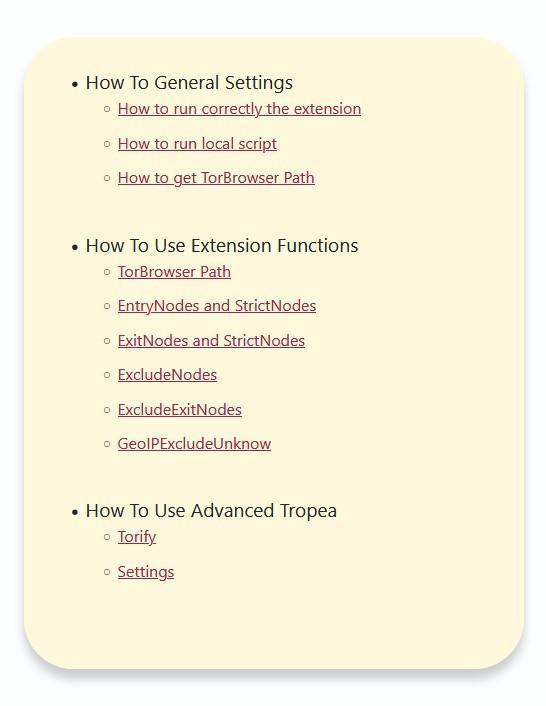 How To General Settings
How to run correctly the extension
How to run local script
How to get TorBrowser Path
How To Use Extension Functions
TorBrowser Path
EntryNodes and StrictNodes
ExitNodes and StrictNodes
ExcludeNodes
ExcludeExitNodes
GeoIPExcludeUnknow
How To Use Advanced Tropea
Torify
Settings